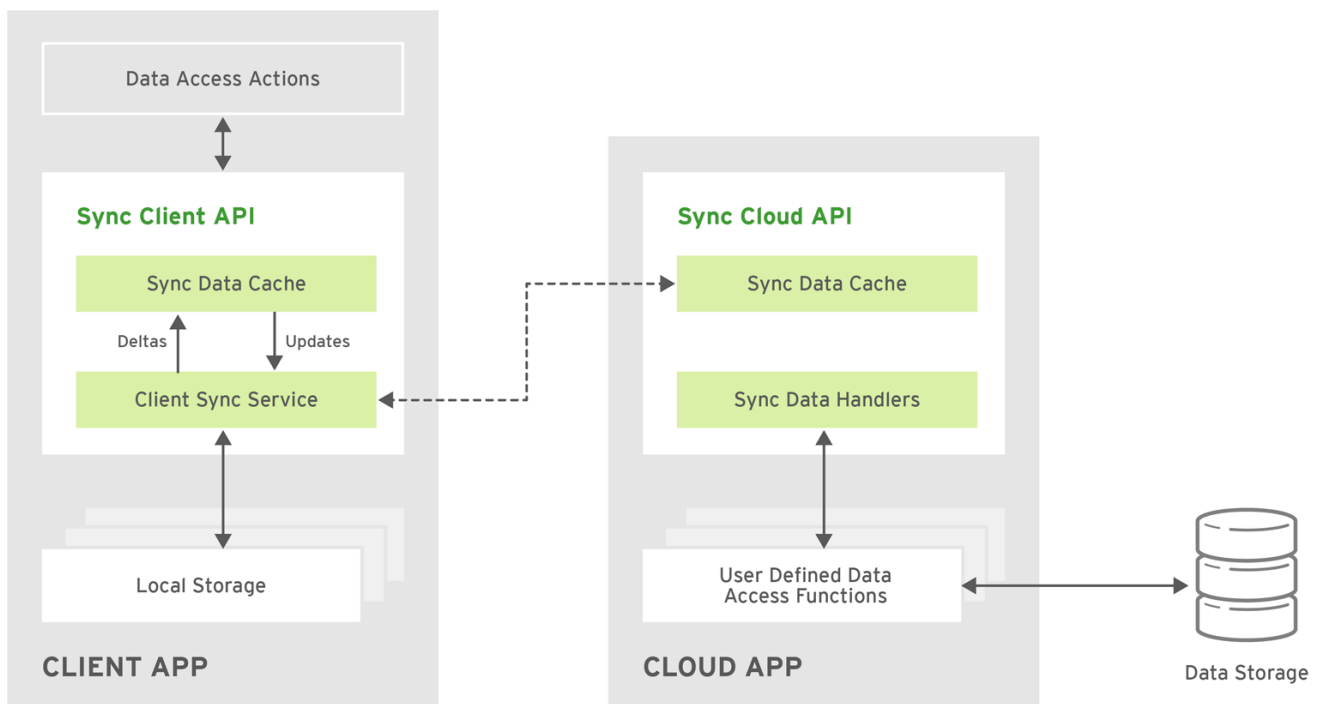 Data Access Actions
Sync Client API
Sync Data Cache
Deltas
Updates
Client Sync Service
Local Storage
CLIENT APP
Sync Cloud API
Sync Data Cache
Sync Data Handlers
User Defined Data
Access Functions
CLOUD APP
Data Storage